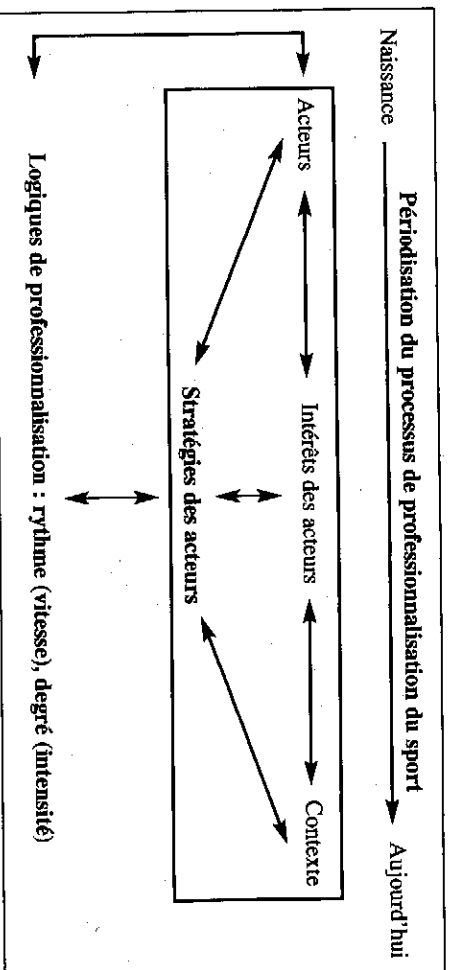 Périodisation du processus de professionnalisation du sport
Naissance Aujourd'hui
Acteurs Intérêts des acteurs Contexte
Stratégies des acteurs
Logiques de professionnalisation : rythme (vitesse), degré (intensité)